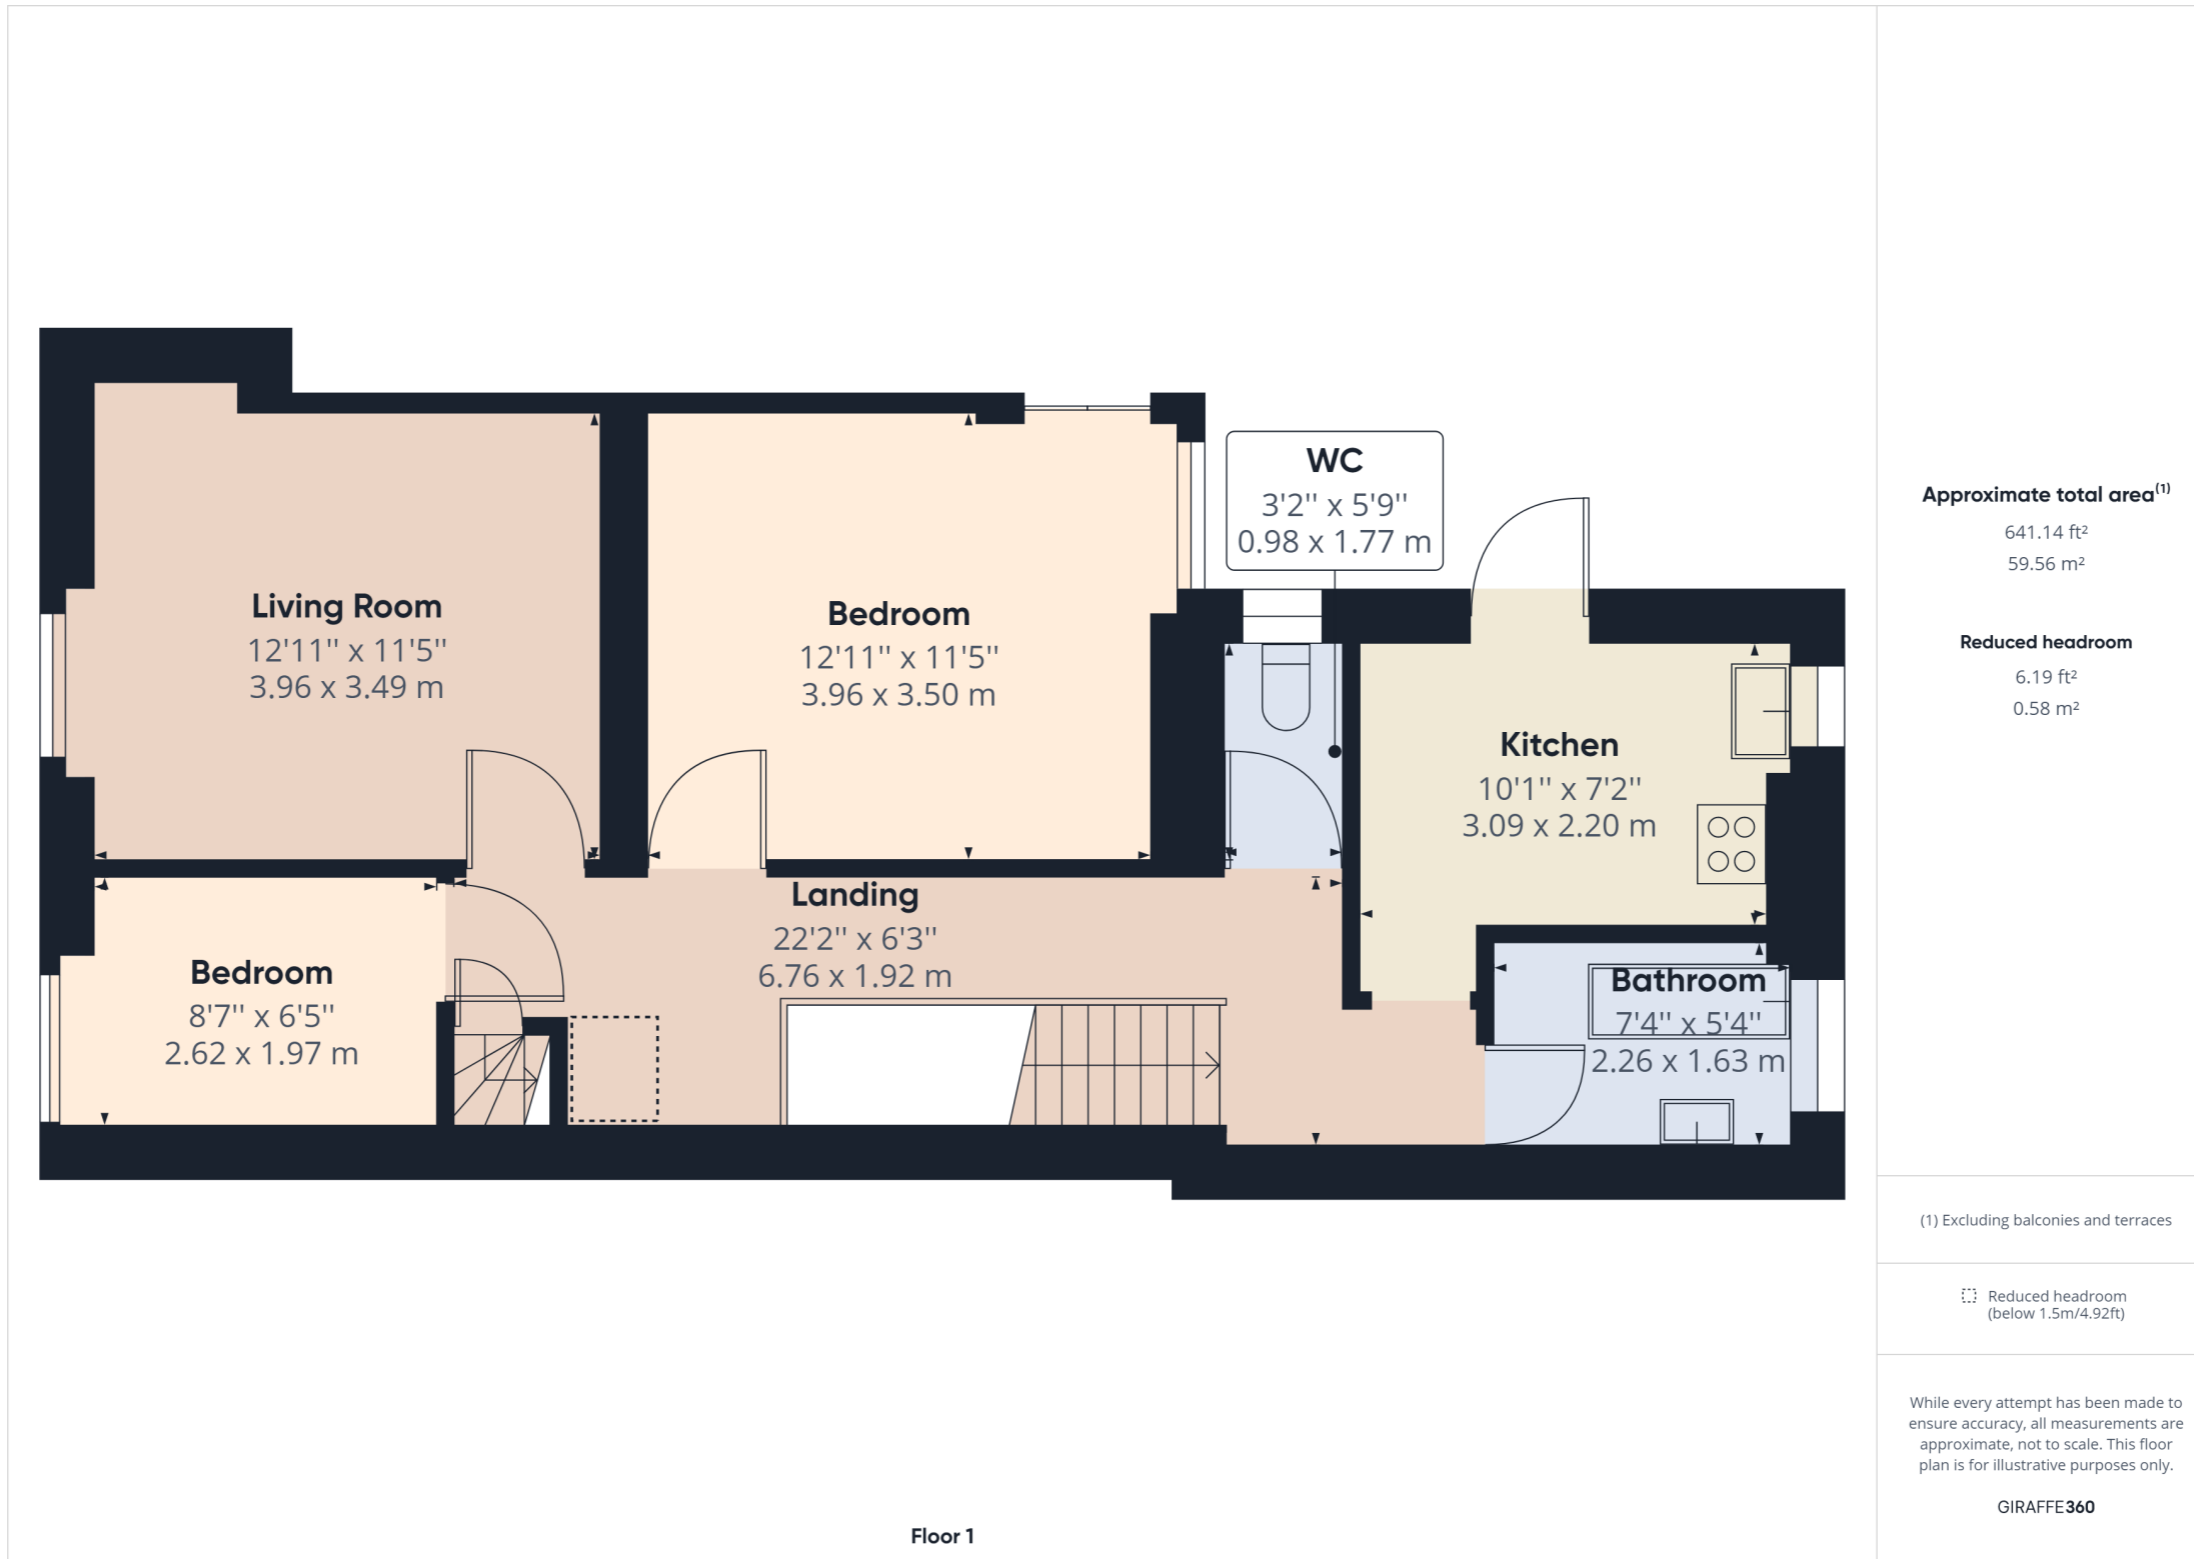 WC
3'2'' x 5'9''
0.98 x 1.77 m
Living Room
12'11'' x 11'5''
3.96 x 3.49 m
Bedroom
12'11'' x 11'5''
3.96 x 3.50 m
Kitchen
10'1'' x 7'2''
3.09 x 2.20 m
Landing
22'2'' x 6'3''
6.76 x 1.92 m
Bedroom
8'7'' x 6'5''
2.62 x 1.97 m
Bathroom
7'4'' x 5'4''
2.26 x 1.63 m
Floor 1
Approximate total area(1)
641.14 ft²
59.56 m²
Reduced headroom
6.19 ft²
0.58 m²
(1) Excluding balconies and terraces
Reduced headroom
(below 1.5m/4.92ft)
While every attempt has been made to
ensure accuracy, all measurements are
approximate, not to scale. This floor
plan is for illustrative purposes only.
GIRAFFE360